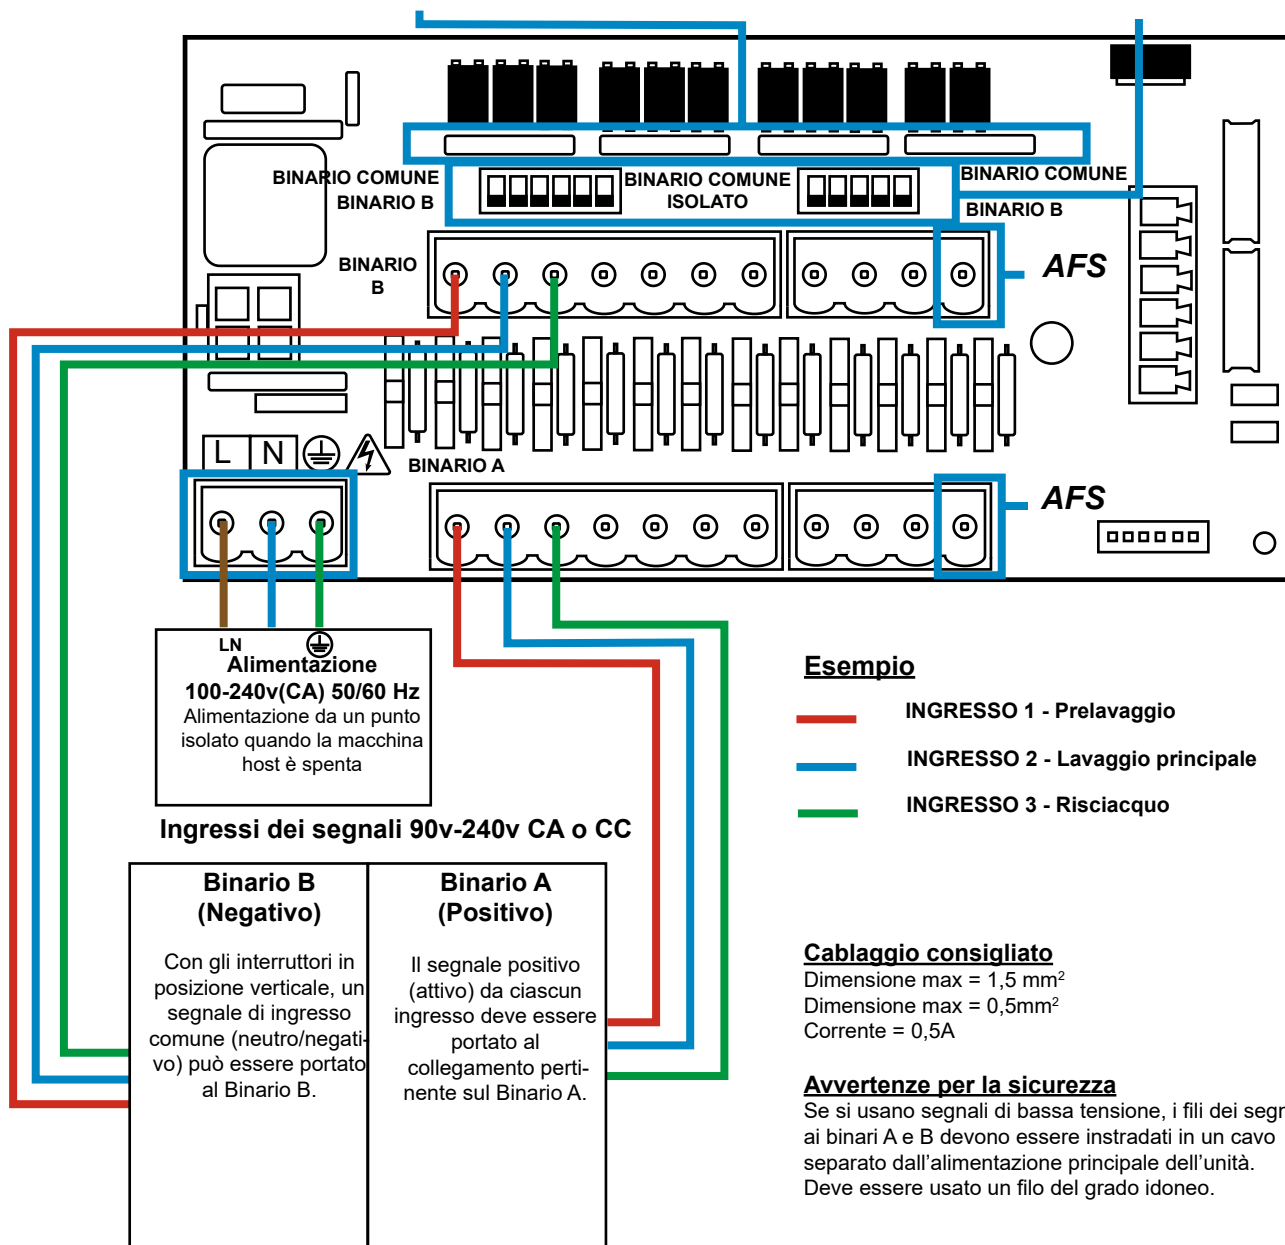 BINARIO COMUNE
BINARIO B
BINARIO COMUNE
ISOLATO
BINARIO COMUNE
BINARIO B
BINARIO
B
AFS
L N
BINARIO A
AFS
LN
Alimentazione
100-240v(CA) 50/60 Hz
Alimentazione da un punto
isolato quando la macchina
host è spenta
Esempio
INGRESSO 1 - Prelavaggio
INGRESSO 2 - Lavaggio principale
INGRESSO 3 - Risciacquo
Ingressi dei segnali 90v-240v CA o CC
Binario B
(Negativo)
Con gli interruttori in
posizione verticale, un
segnale di ingresso
comune (neutro/negati-
vo) può essere portato
al Binario B.
Binario A
(Positivo)
Il segnale positivo
(attivo) da ciascun
ingresso deve essere
portato al
collegamento perti-
nente sul Binario A.
Cablaggio consigliato
Dimensione max = 1,5 mm²
Dimensione max = 0,5mm²
Corrente = 0,5A
Avvertenze per la sicurezza
Se si usano segnali di bassa tensione, i fili dei segn
ai binari A e B devono essere instradati in un cavo
separato dall'alimentazione principale dell'unità.
Deve essere usato un filo del grado idoneo.